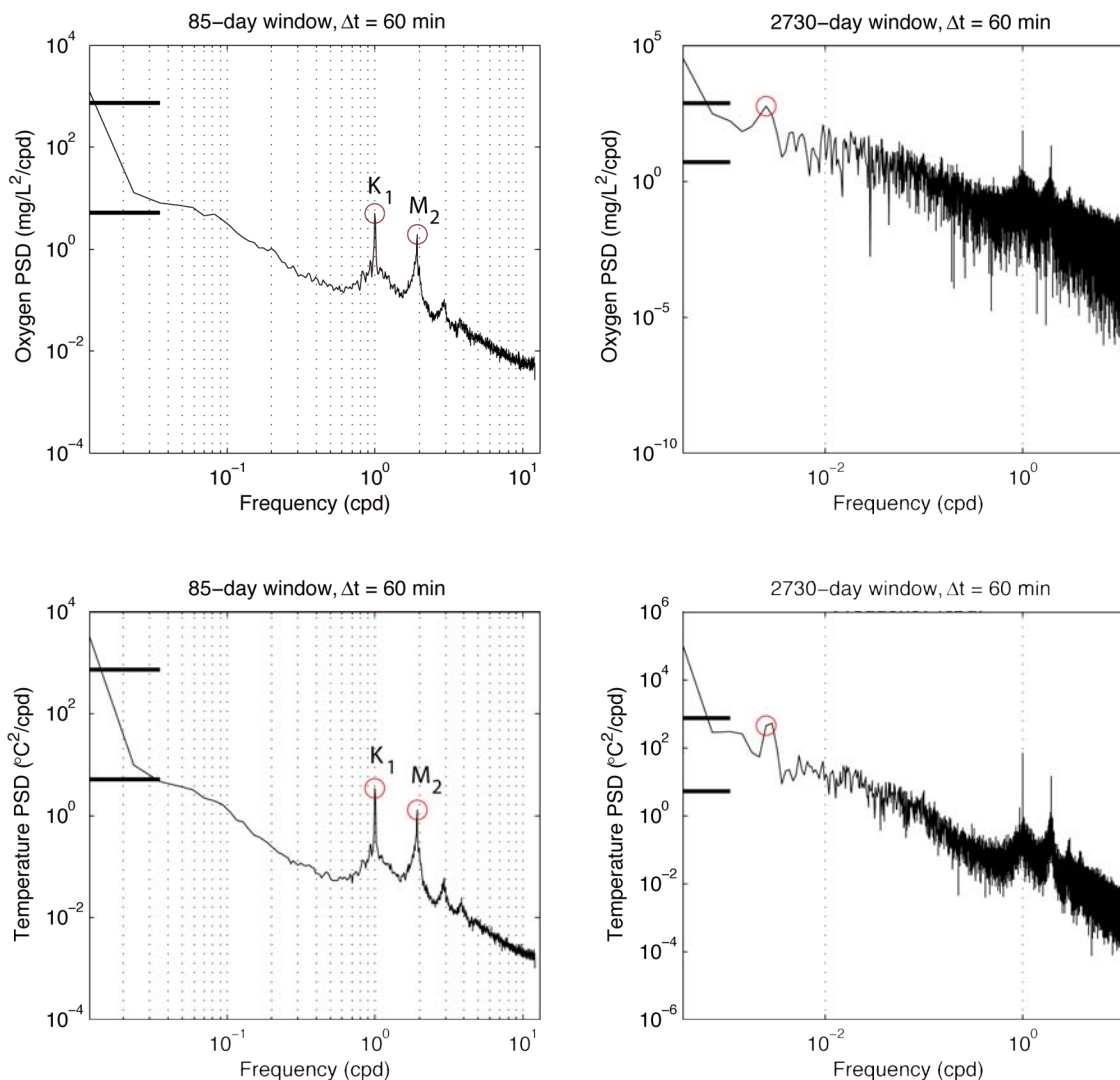 85−day window, Δt = 60 min
10^4
10^2
10^0
10^−2
10^−4
Oxygen PSD (mg/L^2/cpd)
K_1
M_2
10^−1
10^0
10^1
Frequency (cpd)
2730−day window, Δt = 60 min
10^5
10^0
10^−5
10^−10
Oxygen PSD (mg/L^2/cpd)
10^−2
10^0
Frequency (cpd)
85−day window, Δt = 60 min
10^4
10^2
10^0
10^−2
10^−4
Temperature PSD (°C^2/cpd)
K_1
M_2
10^−1
10^0
10^1
Frequency (cpd)
2730−day window, Δt = 60 min
10^6
10^4
10^2
10^0
10^−2
10^−4
10^−6
Temperature PSD (°C^2/cpd)
10^−2
10^0
Frequency (cpd)